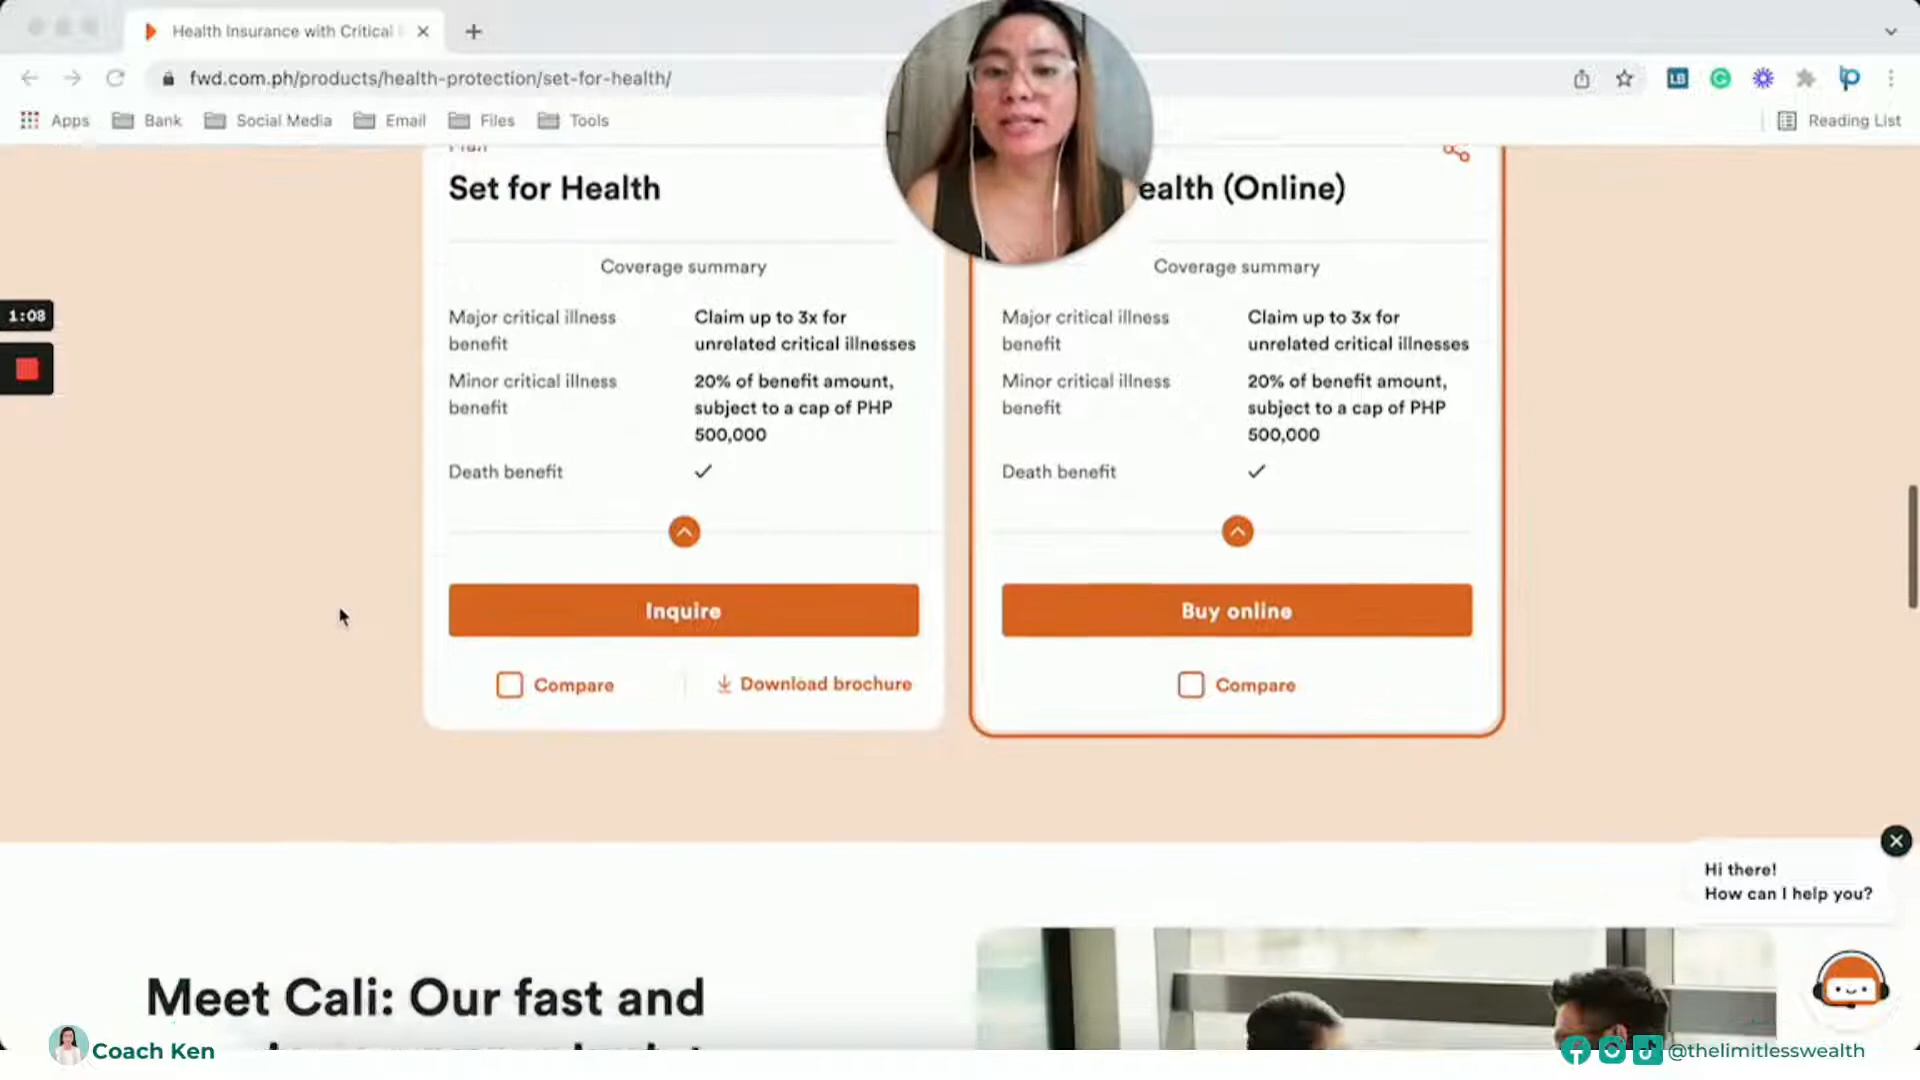 Health Insurance with Critical
fwd.com.ph/products/health-protection/set-for-health/
LB
Apps
Bank
Social Media
Email
Files
Tools
Reading List
Set for Health
ealth (Online)
Coverage summary
Major critical illness benefit
Claim up to 3x for
unrelated critical illnesses
Minor critical illness benefit
20% of benefit amount,
subject to a cap of PHP
500,000
Death benefit
Inquire
Compare
Download brochure
Coverage summary
Major critical illness benefit
Claim up to 3x for
unrelated critical illnesses
Minor critical illness benefit
20% of benefit amount,
subject to a cap of PHP
500,000
Death benefit
Buy online
Compare
1:08
Hi there!
How can I help you?
Meet Cali: Our fast and
Coach Ken
@thelimitlesswealth